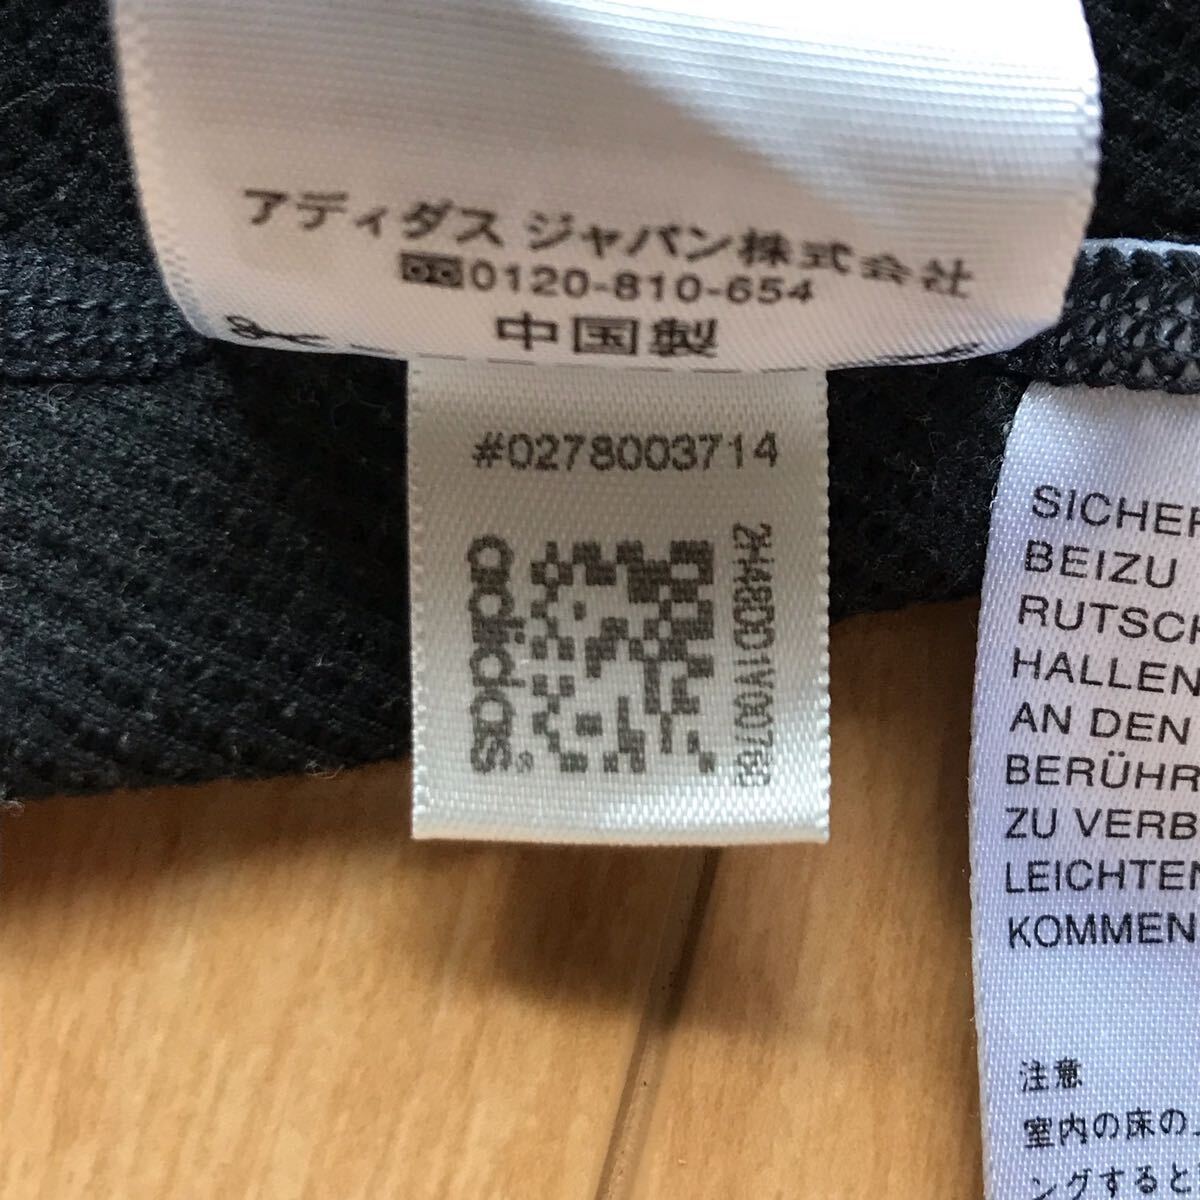 アディダス ジャパン株式会社
0120-810-654
中国製
#0278003714
adidas
SICHER
BEIZU
RUTSCH
HALLEN
AN DEN
BERÜHR
ZU VERB
LEICHTEN
KOMMEN
注意
室内の床の
ングすると